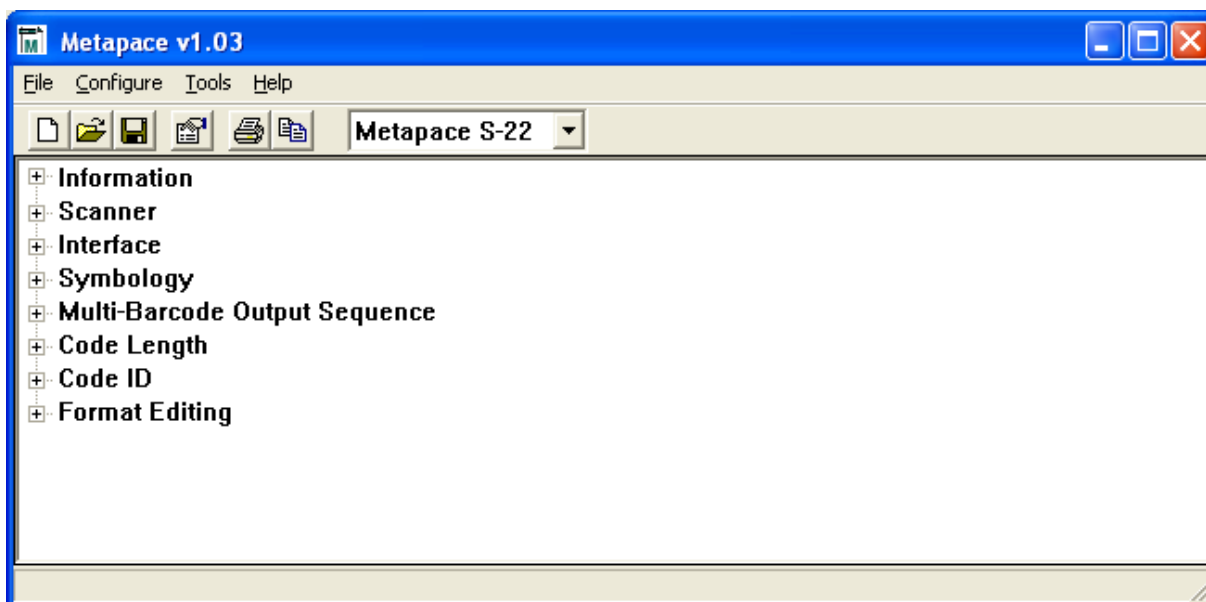 Metapace v1.03
File Configure Tools Help
Metapace S-22
Information
Scanner
Interface
Symbology
Multi-Barcode Output Sequence
Code Length
Code ID
Format Editing